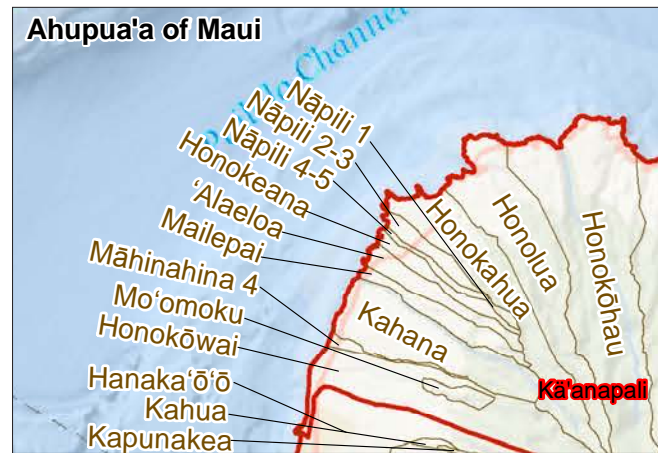 Ahupua'a of Maui
Channel
Nāpili 1
Nāpili 2-3
Nāpili 4-5
Honokeana
ʻAlaeloa
Mailepai
Māhinahina 4
Moʻomoku
Honokōwai
Hanakaʻōʻō
Kahua
Kapunakea
Kahana
Honokahua
Honolua
Honokōhau
Kā'anapali